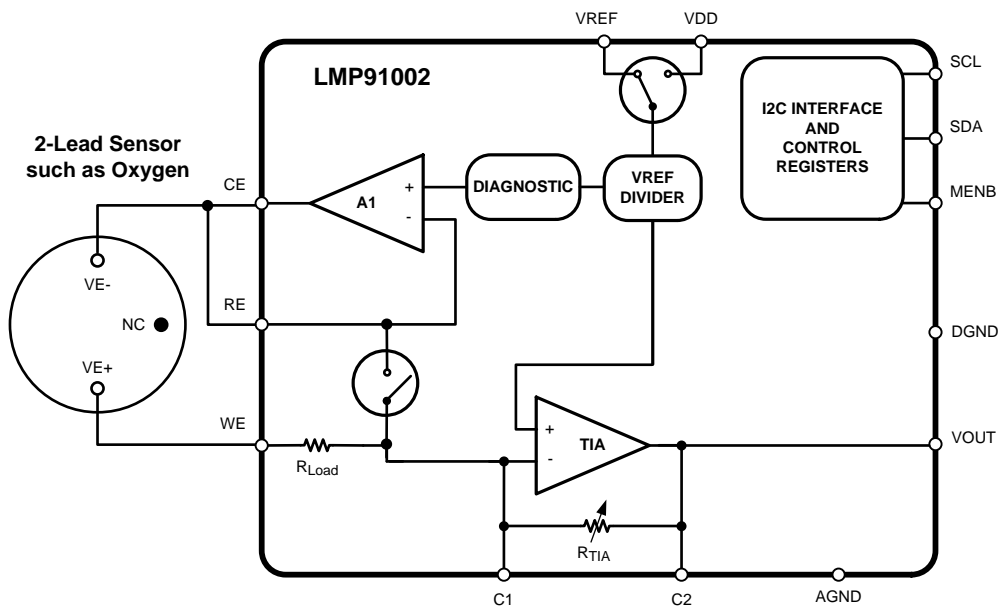 VREF
VDD
LMP91002
SCL
I2C INTERFACE
AND
CONTROL
REGISTERS
SDA
MENB
2-Lead Sensor
such as Oxygen
CE
A1
+
-
DIAGNOSTIC
VREF
DIVIDER
VE-
NC
VE+
RE
DGND
WE
RLoad
+
-
TIA
VOUT
RTIA
C1
C2
AGND